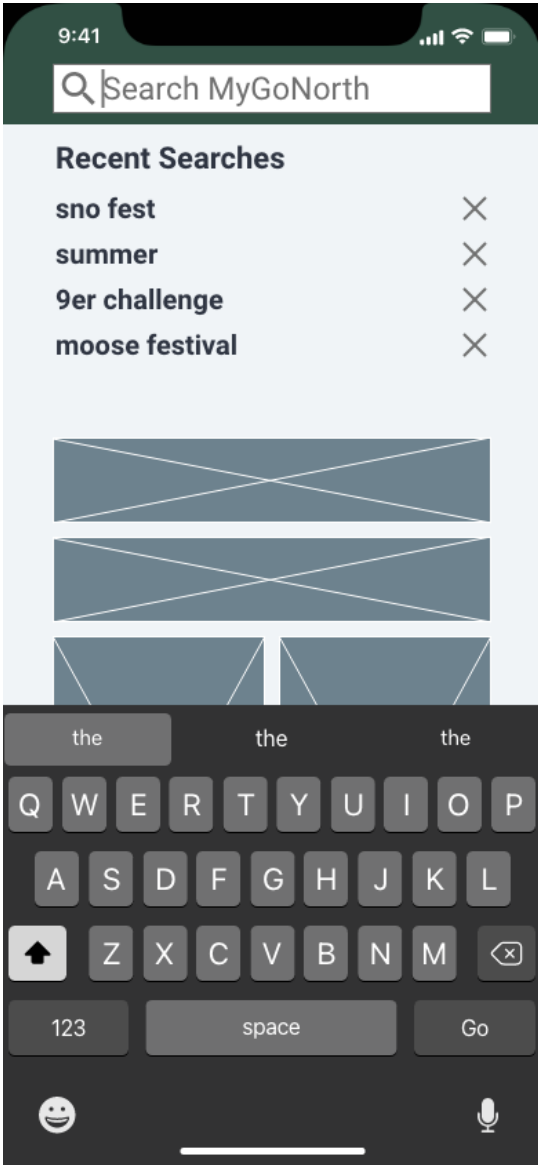 9:41
Search MyGoNorth
Recent Searches
sno fest
summer
9er challenge
moose festival
the the the
Q W E R T Y U I O P
A S D F G H J K L
Z X C V B N M
123 space Go